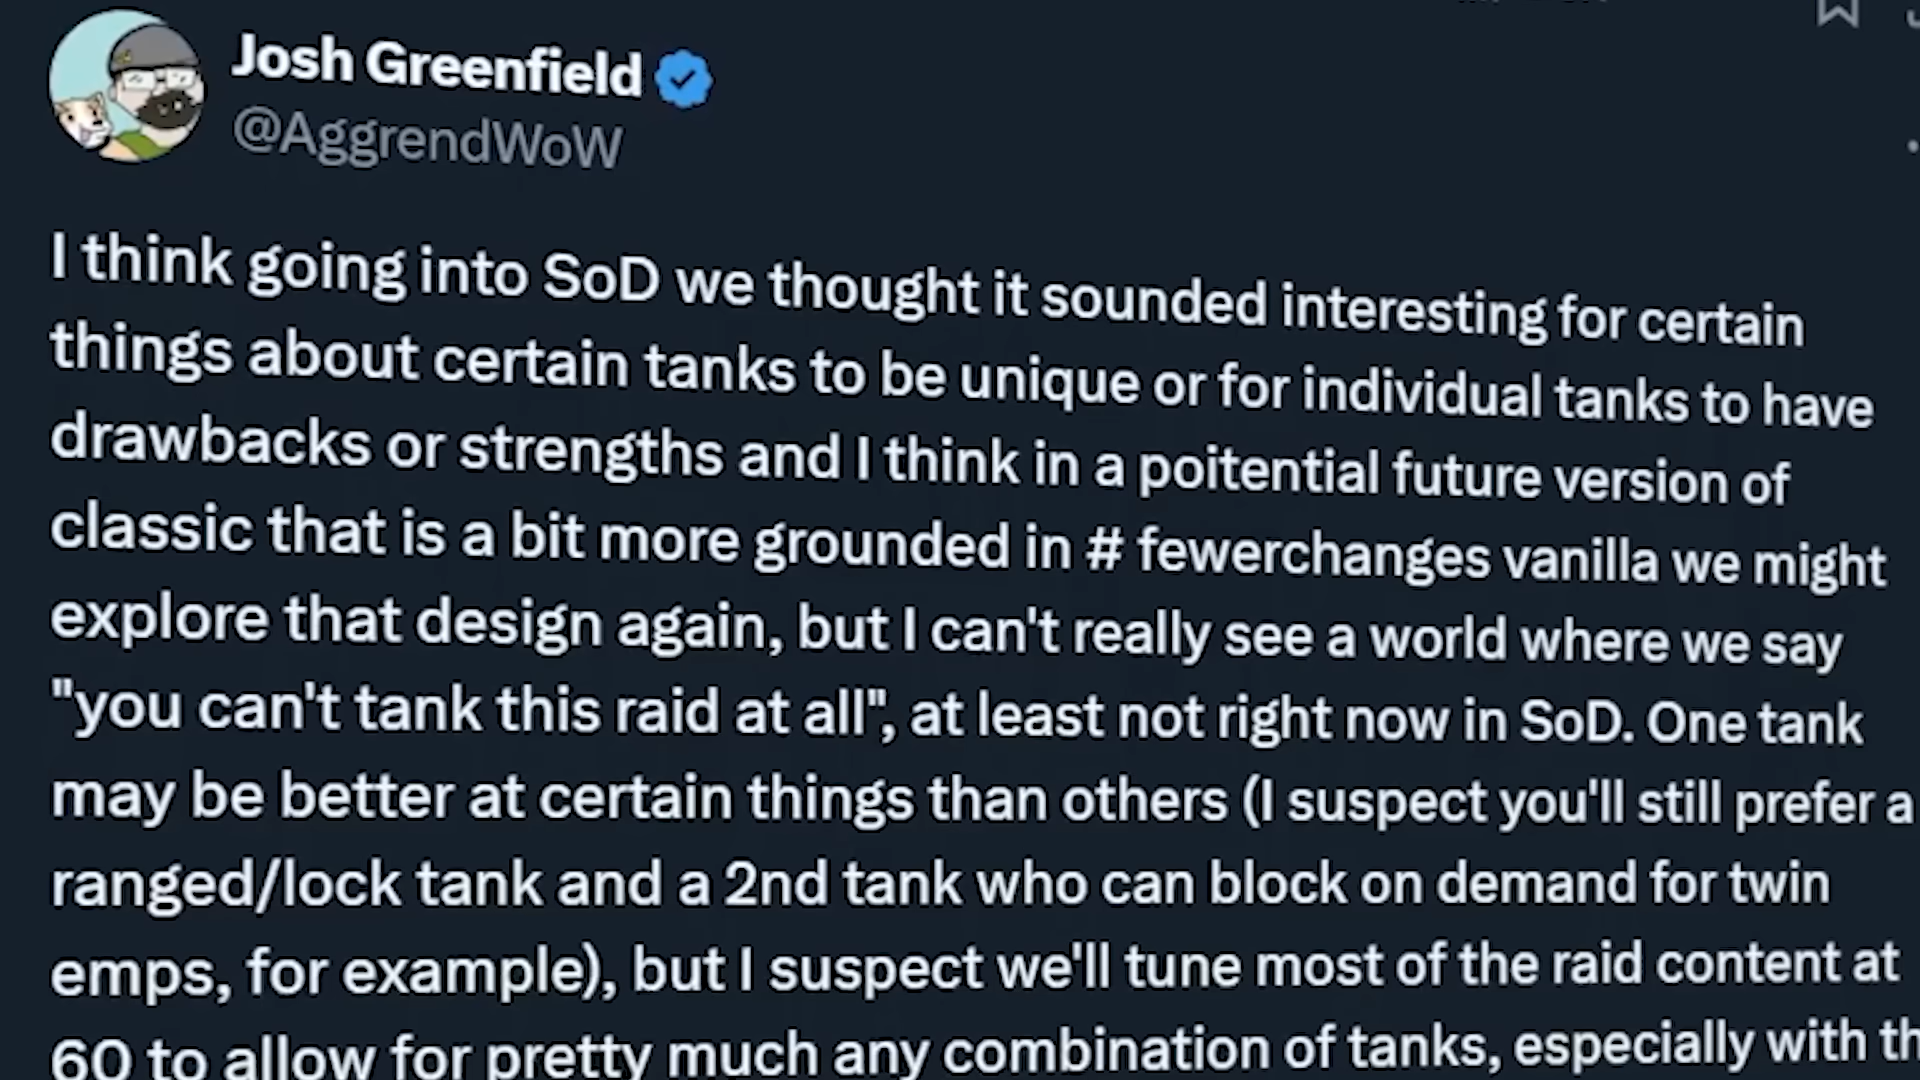 Josh Greenfield
@AggrendWoW
I think going into SoD we thought it sounded interesting for certain
things about certain tanks to be unique or for individual tanks to have
drawbacks or strengths and I think in a poitential future version of
classic that is a bit more grounded in # fewerchanges vanilla we might
explore that design again, but I can't really see a world where we say
"you can't tank this raid at all", at least not right now in SoD. One tank
may be better at certain things than others (I suspect you'll still prefer a
ranged/lock tank and a 2nd tank who can block on demand for twin
emps, for example), but I suspect we'll tune most of the raid content at
60 to allow for pretty much any combination of tanks, especially with th